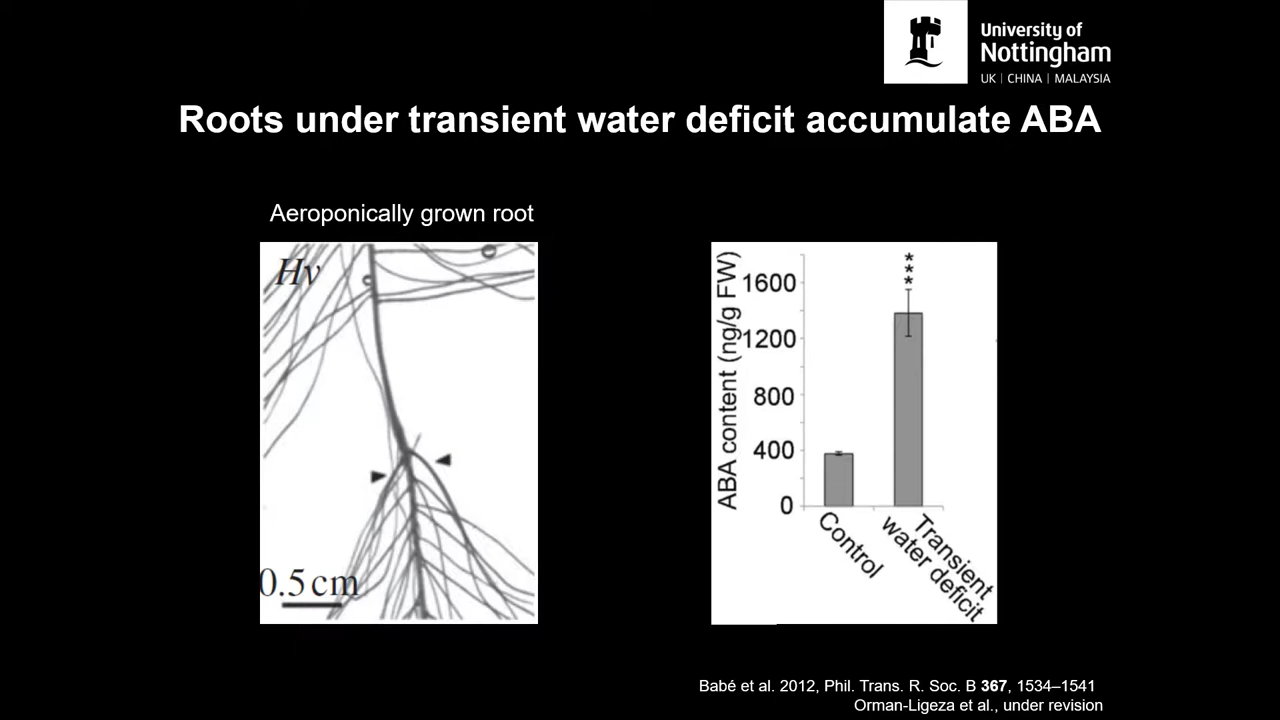 University of
Nottingham
UK | CHINA | MALAYSIA
Roots under transient water deficit accumulate ABA
Aeroponically grown root
Hv
0.5 cm
ABA content (ng/g FW)
***
1600
1200
800
400
0
Control
Transient
water deficit
Babé et al. 2012, Phil. Trans. R. Soc. B 367, 1534–1541
Orman-Ligeza et al., under revision